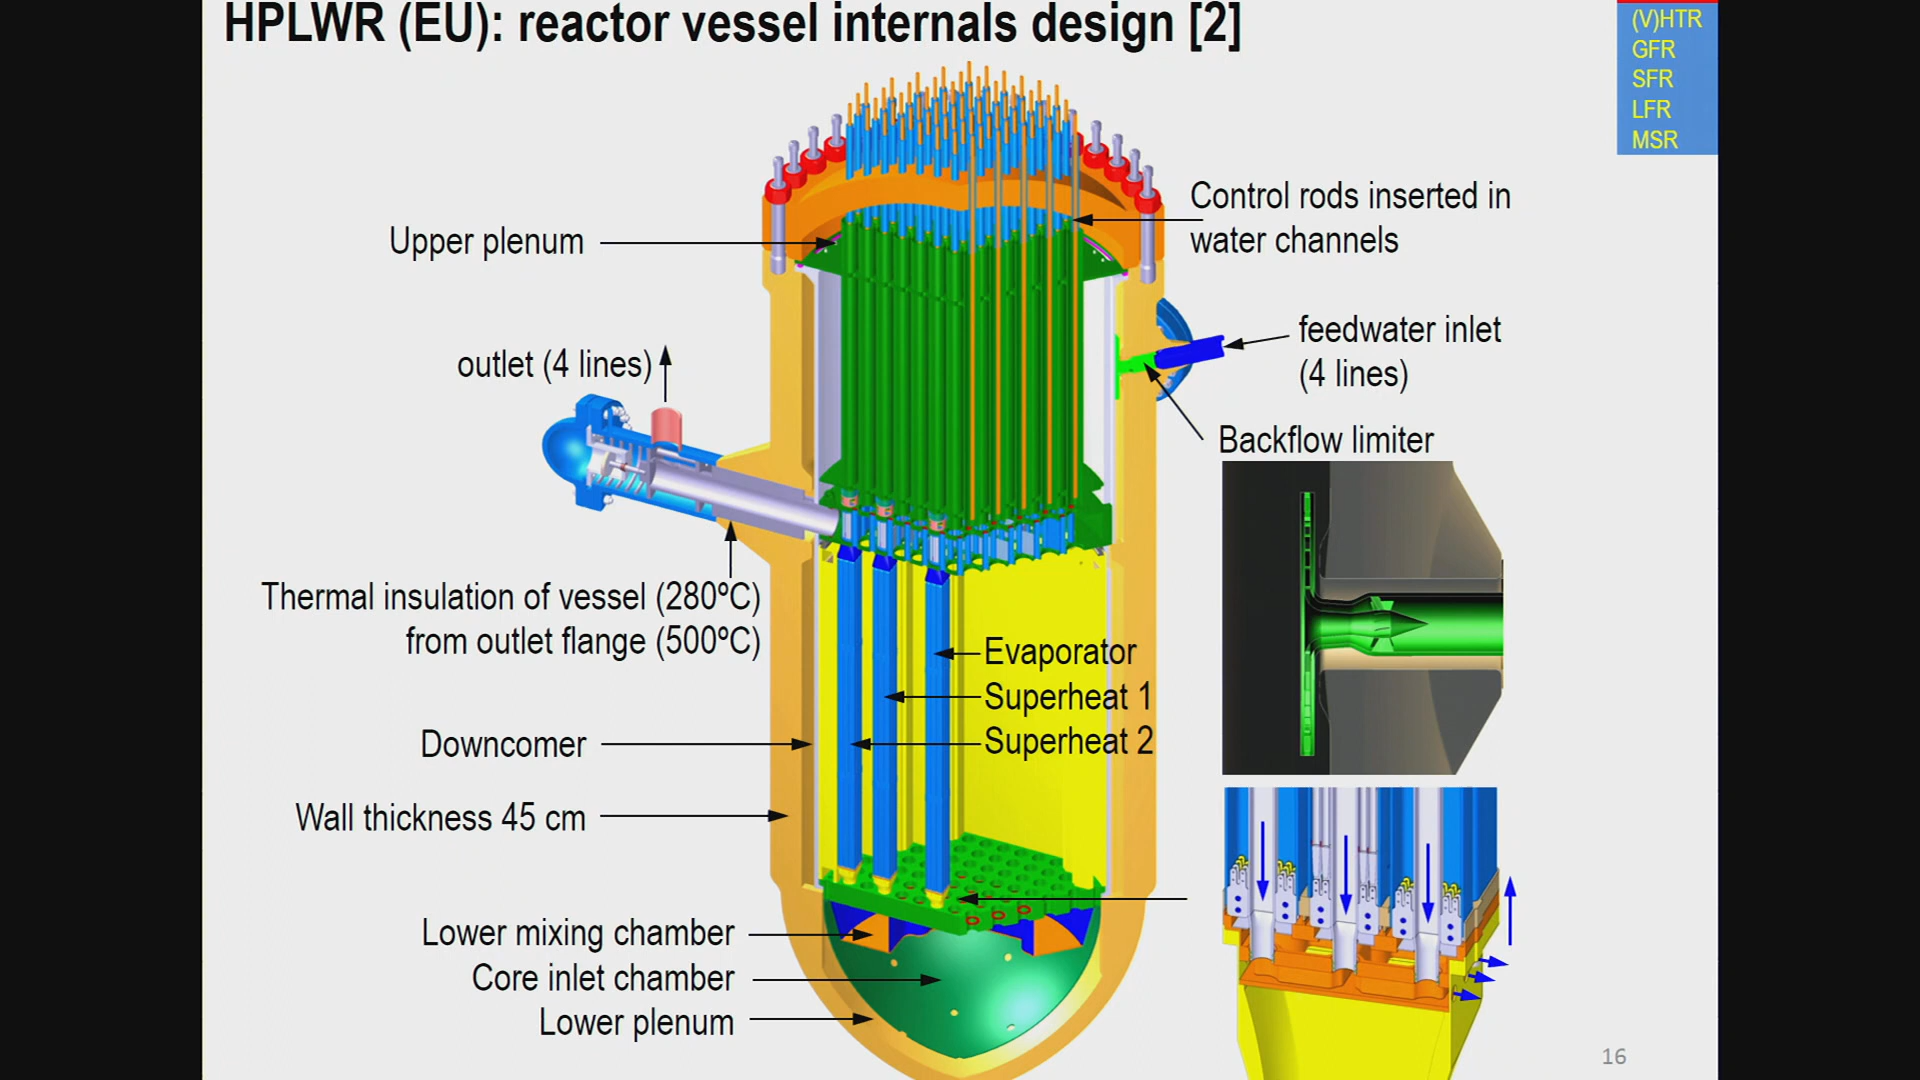 HPLWR (EU): reactor vessel internals design [2]
(V)HTR
GFR
SFR
LFR
MSR
Control rods inserted in
water channels
Upper plenum
feedwater inlet
(4 lines)
outlet (4 lines)
Backflow limiter
Thermal insulation of vessel (280ºC)
from outlet flange (500ºC)
Evaporator
Superheat 1
Superheat 2
Downcomer
Wall thickness 45 cm
Lower mixing chamber
Core inlet chamber
Lower plenum
16